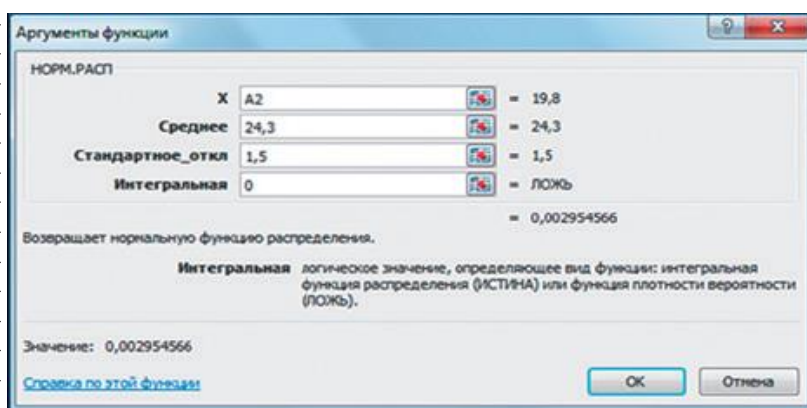 Аргументы функции
НОРМ.РАСП
X A2 = 19,8
Среднее 24,3 = 24,3
Стандартное_откл 1,5 = 1,5
Интегральная 0 = ЛОЖЬ
= 0,002954566
Возвращает нормальную функцию распределения.
Интегральная логическое значение, определяющее вид функции: интегральная
функция распределения (ИСТИНА) или функция плотности вероятности
(ЛОЖЬ).
Значение: 0,002954566
Справка по этой функции
ОК Отмена